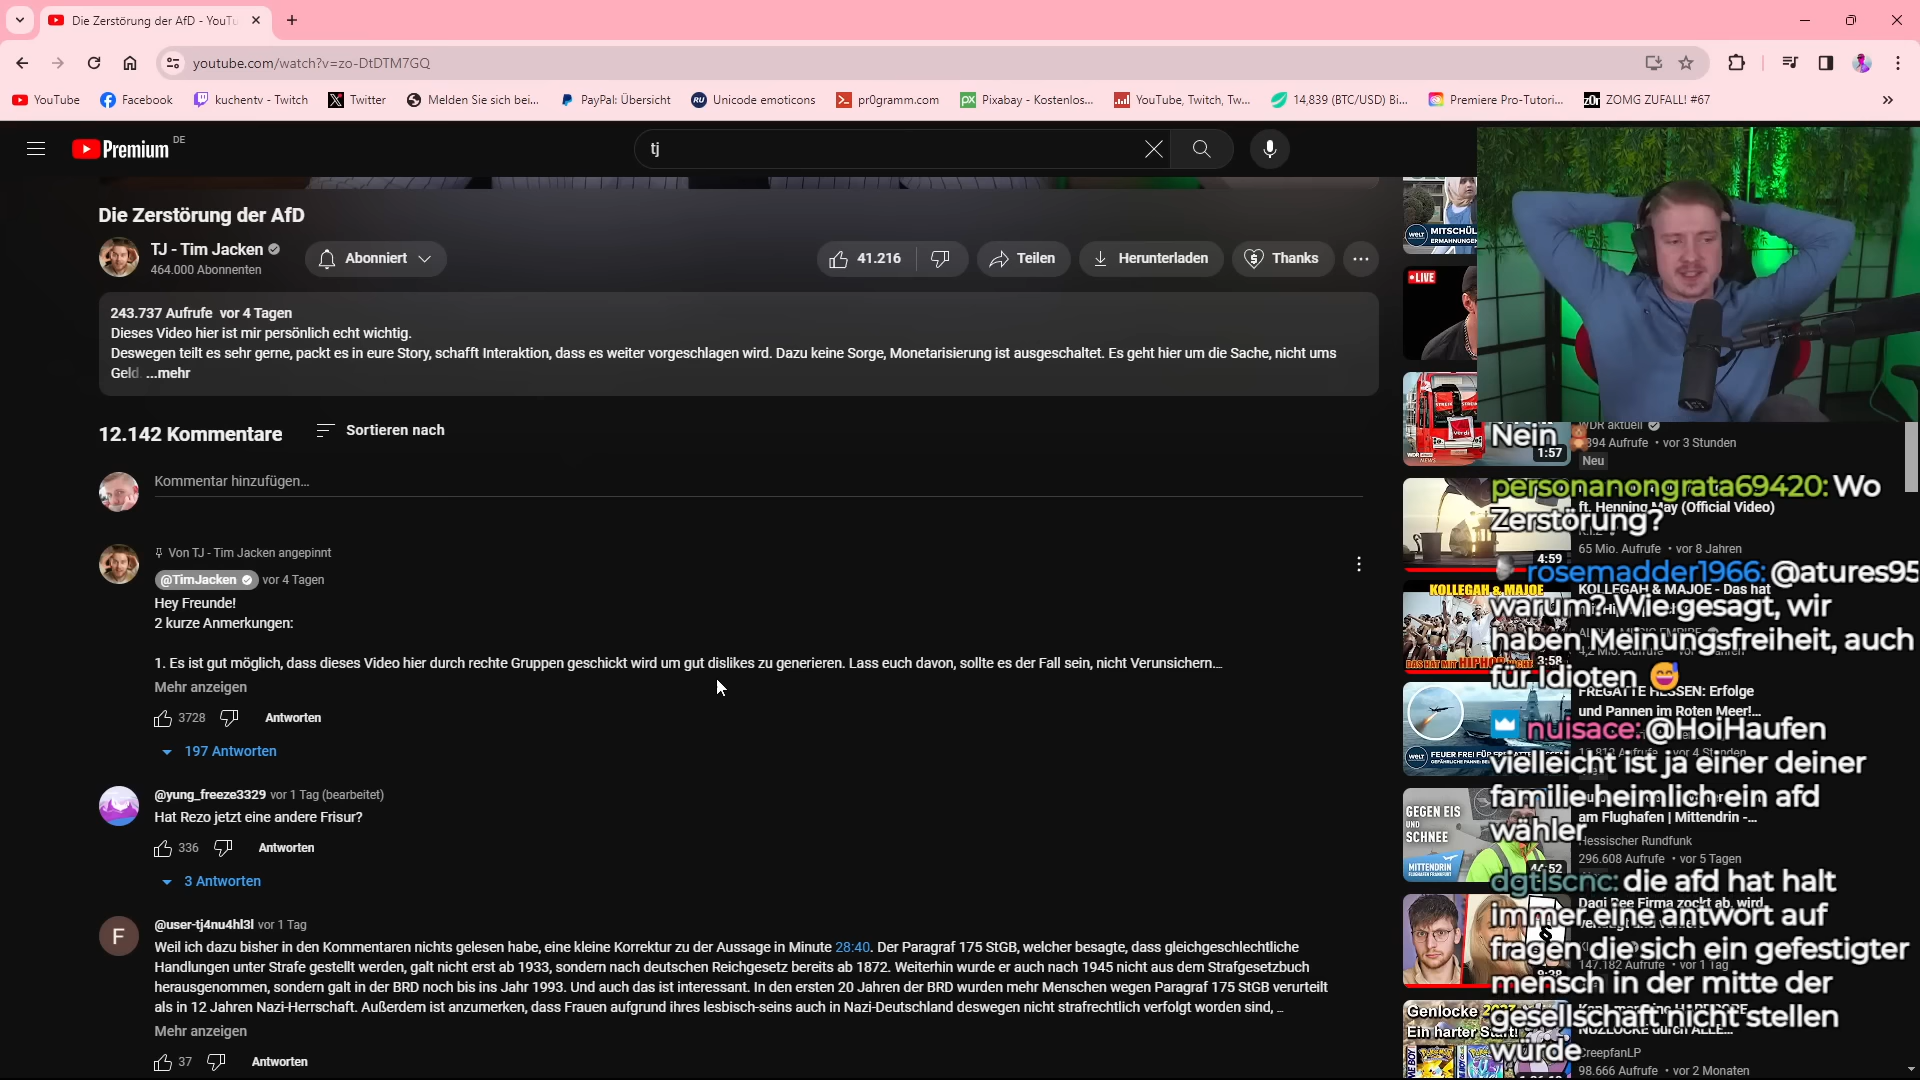 Die Zerstörung der AfD - YouTu
youtube.com/watch?v=zo-DtDTM7GQ
YouTube
Facebook
kuchentv - Twitch
Twitter
Melden Sie sich bei...
PayPal: Übersicht
Unicode emoticons
pr0gramm.com
Pixabay - Kostenlos...
YouTube, Twitch, Tw...
14,839 (BTC/USD) Bi...
Premiere Pro-Tutori...
ZOMG ZUFALL! #67
Premium DE
tj
Die Zerstörung der AfD
TJ - Tim Jacken
464.000 Abonnenten
Abonniert
41.216
Teilen
Herunterladen
Thanks
243.737 Aufrufe vor 4 Tagen
Dieses Video hier ist mir persönlich echt wichtig.
Deswegen teilt es sehr gerne, packt es in eure Story, schafft Interaktion, dass es weiter vorgeschlagen wird. Dazu keine Sorge, Monetarisierung ist ausgeschaltet. Es geht hier um die Sache, nicht ums
Geld. ...mehr
12.142 Kommentare
Sortieren nach
Kommentar hinzufügen...
Von TJ - Tim Jacken angepinnt
@TimJacken vor 4 Tagen
Hey Freunde!
2 kurze Anmerkungen:
1. Es ist gut möglich, dass dieses Video hier durch rechte Gruppen geschickt wird um gut dislikes zu generieren. Lass euch davon, sollte es der Fall sein, nicht Verunsichern...
Mehr anzeigen
3728
Antworten
197 Antworten
@yung_freeze3329 vor 1 Tag (bearbeitet)
Hat Rezo jetzt eine andere Frisur?
336
Antworten
3 Antworten
F
@user-tj4nu4hl3l vor 1 Tag
Weil ich dazu bisher in den Kommentaren nichts gelesen habe, eine kleine Korrektur zu der Aussage in Minute 28:40. Der Paragraf 175 StGB, welcher besagte, dass gleichgeschlechtliche
Handlungen unter Strafe gestellt werden, galt nicht erst ab 1933, sondern nach deutschen Reichgesetz bereits ab 1872. Weiterhin wurde er auch nach 1945 nicht aus dem Strafgesetzbuch
herausgenommen, sondern galt in der BRD noch bis ins Jahr 1993. Und auch das ist interessant. In den ersten 20 Jahren der BRD wurden mehr Menschen wegen Paragraf 175 StGB verurteilt
als in 12 Jahren Nazi-Herrschaft. Außerdem ist anzumerken, dass Frauen aufgrund ihres lesbisch-seins auch in Nazi-Deutschland deswegen nicht strafrechtlich verfolgt worden sind, ...
Mehr anzeigen
37
Antworten
welt MITSCHÜL
ERMAHNUNGEN
LIVE
verdi
1:57
WDR aktuell
894 Aufrufe • vor 3 Stunden
Neu
ft. Henning May (Official Video)
65 Mio. Aufrufe • vor 8 Jahren
4:59
KOLLEGAH & MAJOE
KOLLEGAH & MAJOE - Das hat
3:58
FREGATTE HESSEN: Erfolge
und Pannen im Roten Meer!...
welt FEUER FREI FÜR
GEGEN EIS
UND
SCHNEE
MITTENDRIN
FLUGHAFEN FRANKFURT
44:52
am Flughafen | Mittendrin -...
Hessischer Rundfunk
296.608 Aufrufe • vor 5 Tagen
§
9:38
Dagi Bee Firma zockt ab, wird
147.182 Aufrufe • vor 1 Tag
Genlocke
Ein harter Start!
NUZLOCKE durch ALLE...
CreepfanLP
98.666 Aufrufe • vor 2 Monaten
Nein
personanongrata69420: Wo
Zerstörung?
rosemadder1966: @atures95
warum? Wie gesagt, wir
haben Meinungsfreiheit, auch
für Idioten
nuisace: @HoiHaufen
vielleicht ist ja einer deiner
familie heimlich ein afd
wähler
dgtlscnc: die afd hat halt
immer eine antwort auf
fragen die sich ein gefestigter
mensch in der mitte der
gesellschaft nicht stellen
würde